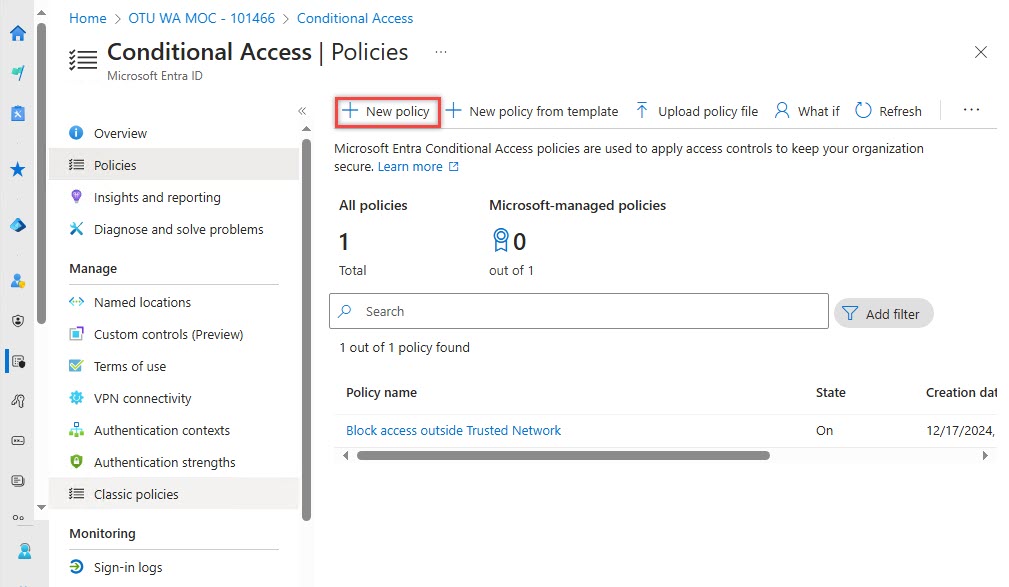 Home > OTU WA MOC - 101466 > Conditional Access
Conditional Access | Policies ...
Microsoft Entra ID
Overview
Policies
Insights and reporting
Diagnose and solve problems
Manage
Named locations
Custom controls (Preview)
Terms of use
VPN connectivity
Authentication contexts
Authentication strengths
Classic policies
Monitoring
Sign-in logs
New policy New policy from template Upload policy file What if Refresh ...
Microsoft Entra Conditional Access policies are used to apply access controls to keep your organization
secure. Learn more
All policies Microsoft-managed policies
1 0
Total out of 1
Search Add filter
1 out of 1 policy found
Policy name State Creation dat
Block access outside Trusted Network On 12/17/2024,